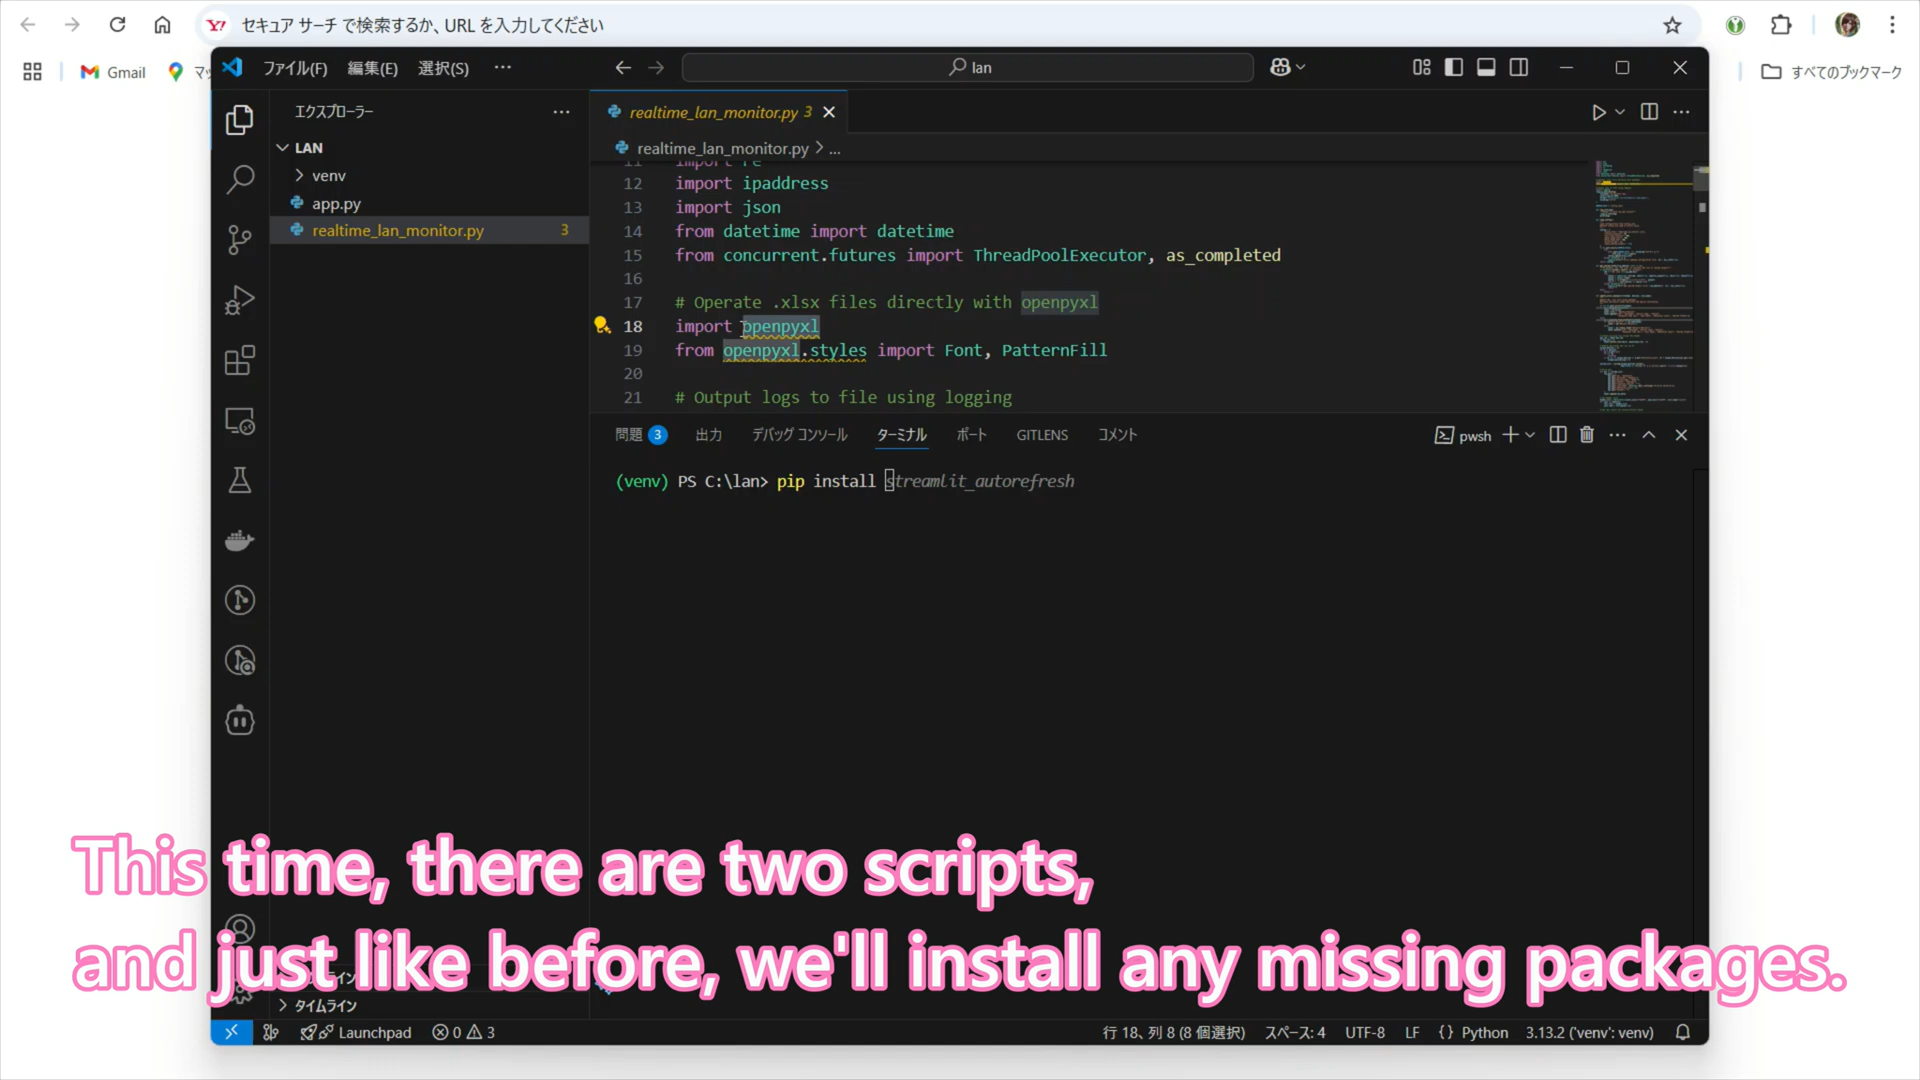 セキュア サーチ で検索するか、URL を入力してください
Gmail
すべてのブックマーク
ファイル(F) 編集(E) 選択(S) ...
lan
エクスプローラー
LAN
venv
app.py
realtime_lan_monitor.py 3
realtime_lan_monitor.py 3
realtime_lan_monitor.py > ...
12 import ipaddress
13 import json
14 from datetime import datetime
15 from concurrent.futures import ThreadPoolExecutor, as_completed
16
17 # Operate .xlsx files directly with openpyxl
18 import openpyxl
19 from openpyxl.styles import Font, PatternFill
20
21 # Output logs to file using logging
問題 3 出力 デバッグ コンソール ターミナル ポート GITLENS コメント
pwsh
(venv) PS C:\lan> pip install streamlit_autorefresh
This time, there are two scripts,
and just like before, we'll install any missing packages.
タイムライン
Launchpad 0 3
行 18、列 8 (8 個選択) スペース: 4 UTF-8 LF {} Python 3.13.2 ('venv': venv)